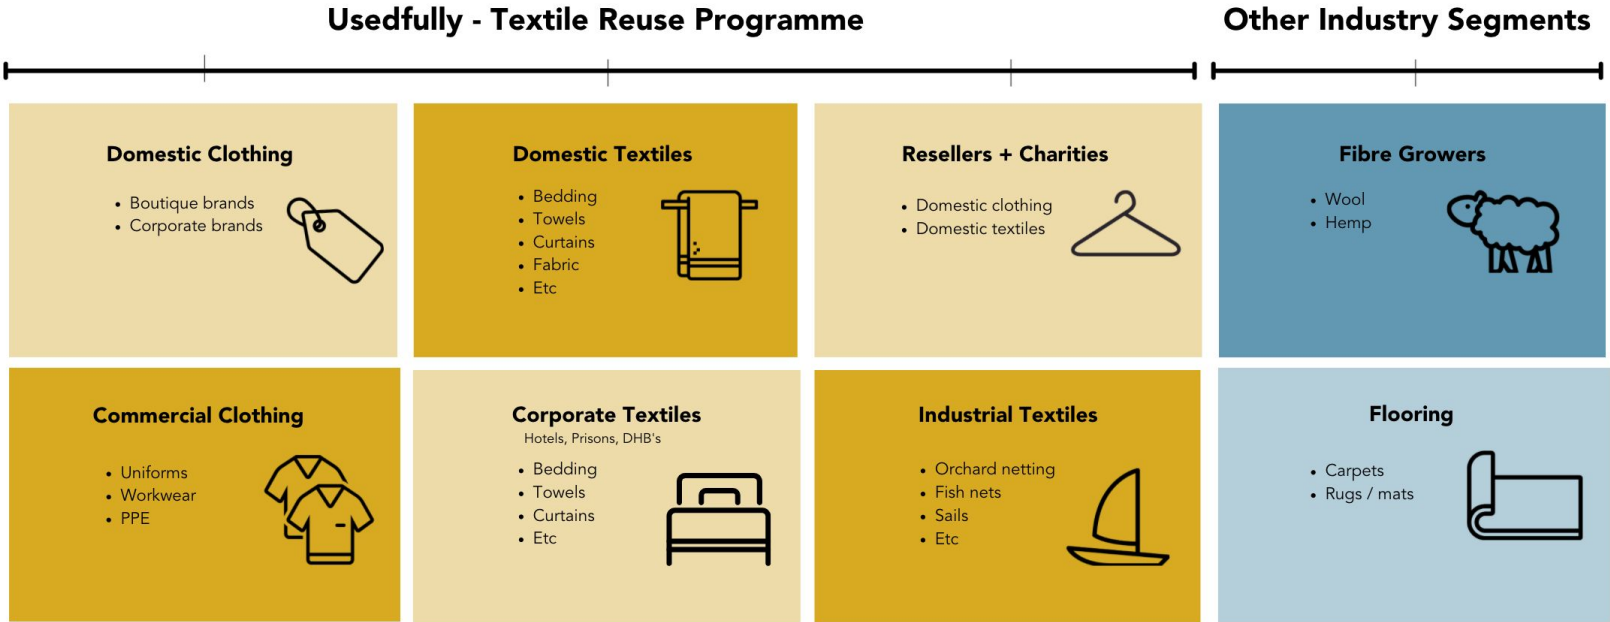 Usedfully - Textile Reuse Programme
Other Industry Segments
Domestic Clothing
• Boutique brands
• Corporate brands
Domestic Textiles
• Bedding
• Towels
• Curtains
• Fabric
• Etc
Resellers + Charities
• Domestic clothing
• Domestic textiles
Fibre Growers
• Wool
• Hemp
Commercial Clothing
• Uniforms
• Workwear
• PPE
Corporate Textiles
Hotels, Prisons, DHB's
• Bedding
• Towels
• Curtains
• Etc
Industrial Textiles
• Orchard netting
• Fish nets
• Sails
• Etc
Flooring
• Carpets
• Rugs / mats